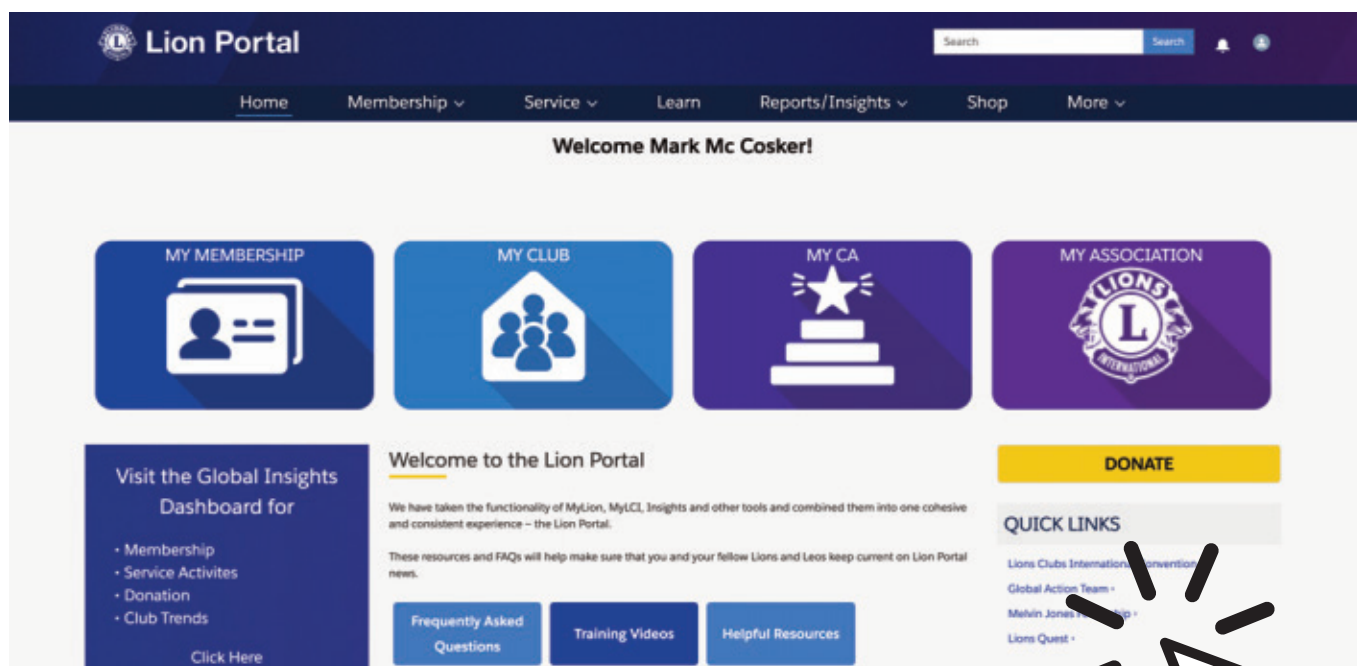 Lion Portal
Search
Search
Home
Membership
Service
Learn
Reports/Insights
Shop
More
Welcome Mark Mc Cosker!
MY MEMBERSHIP
MY CLUB
MY CA
MY ASSOCIATION
LIONS
L
INTERNATIONAL
Visit the Global Insights
Dashboard for
• Membership
• Service Activites
• Donation
• Club Trends
Click Here
Welcome to the Lion Portal
We have taken the functionality of MyLion, MyLCI, Insights and other tools and combined them into one cohesive
and consistent experience – the Lion Portal.
These resources and FAQs will help make sure that you and your fellow Lions and Leos keep current on Lion Portal
news.
Frequently Asked
Questions
Training Videos
Helpful Resources
DONATE
QUICK LINKS
Lions Clubs
Global Action Team
Melvin Jones
Lions Quest